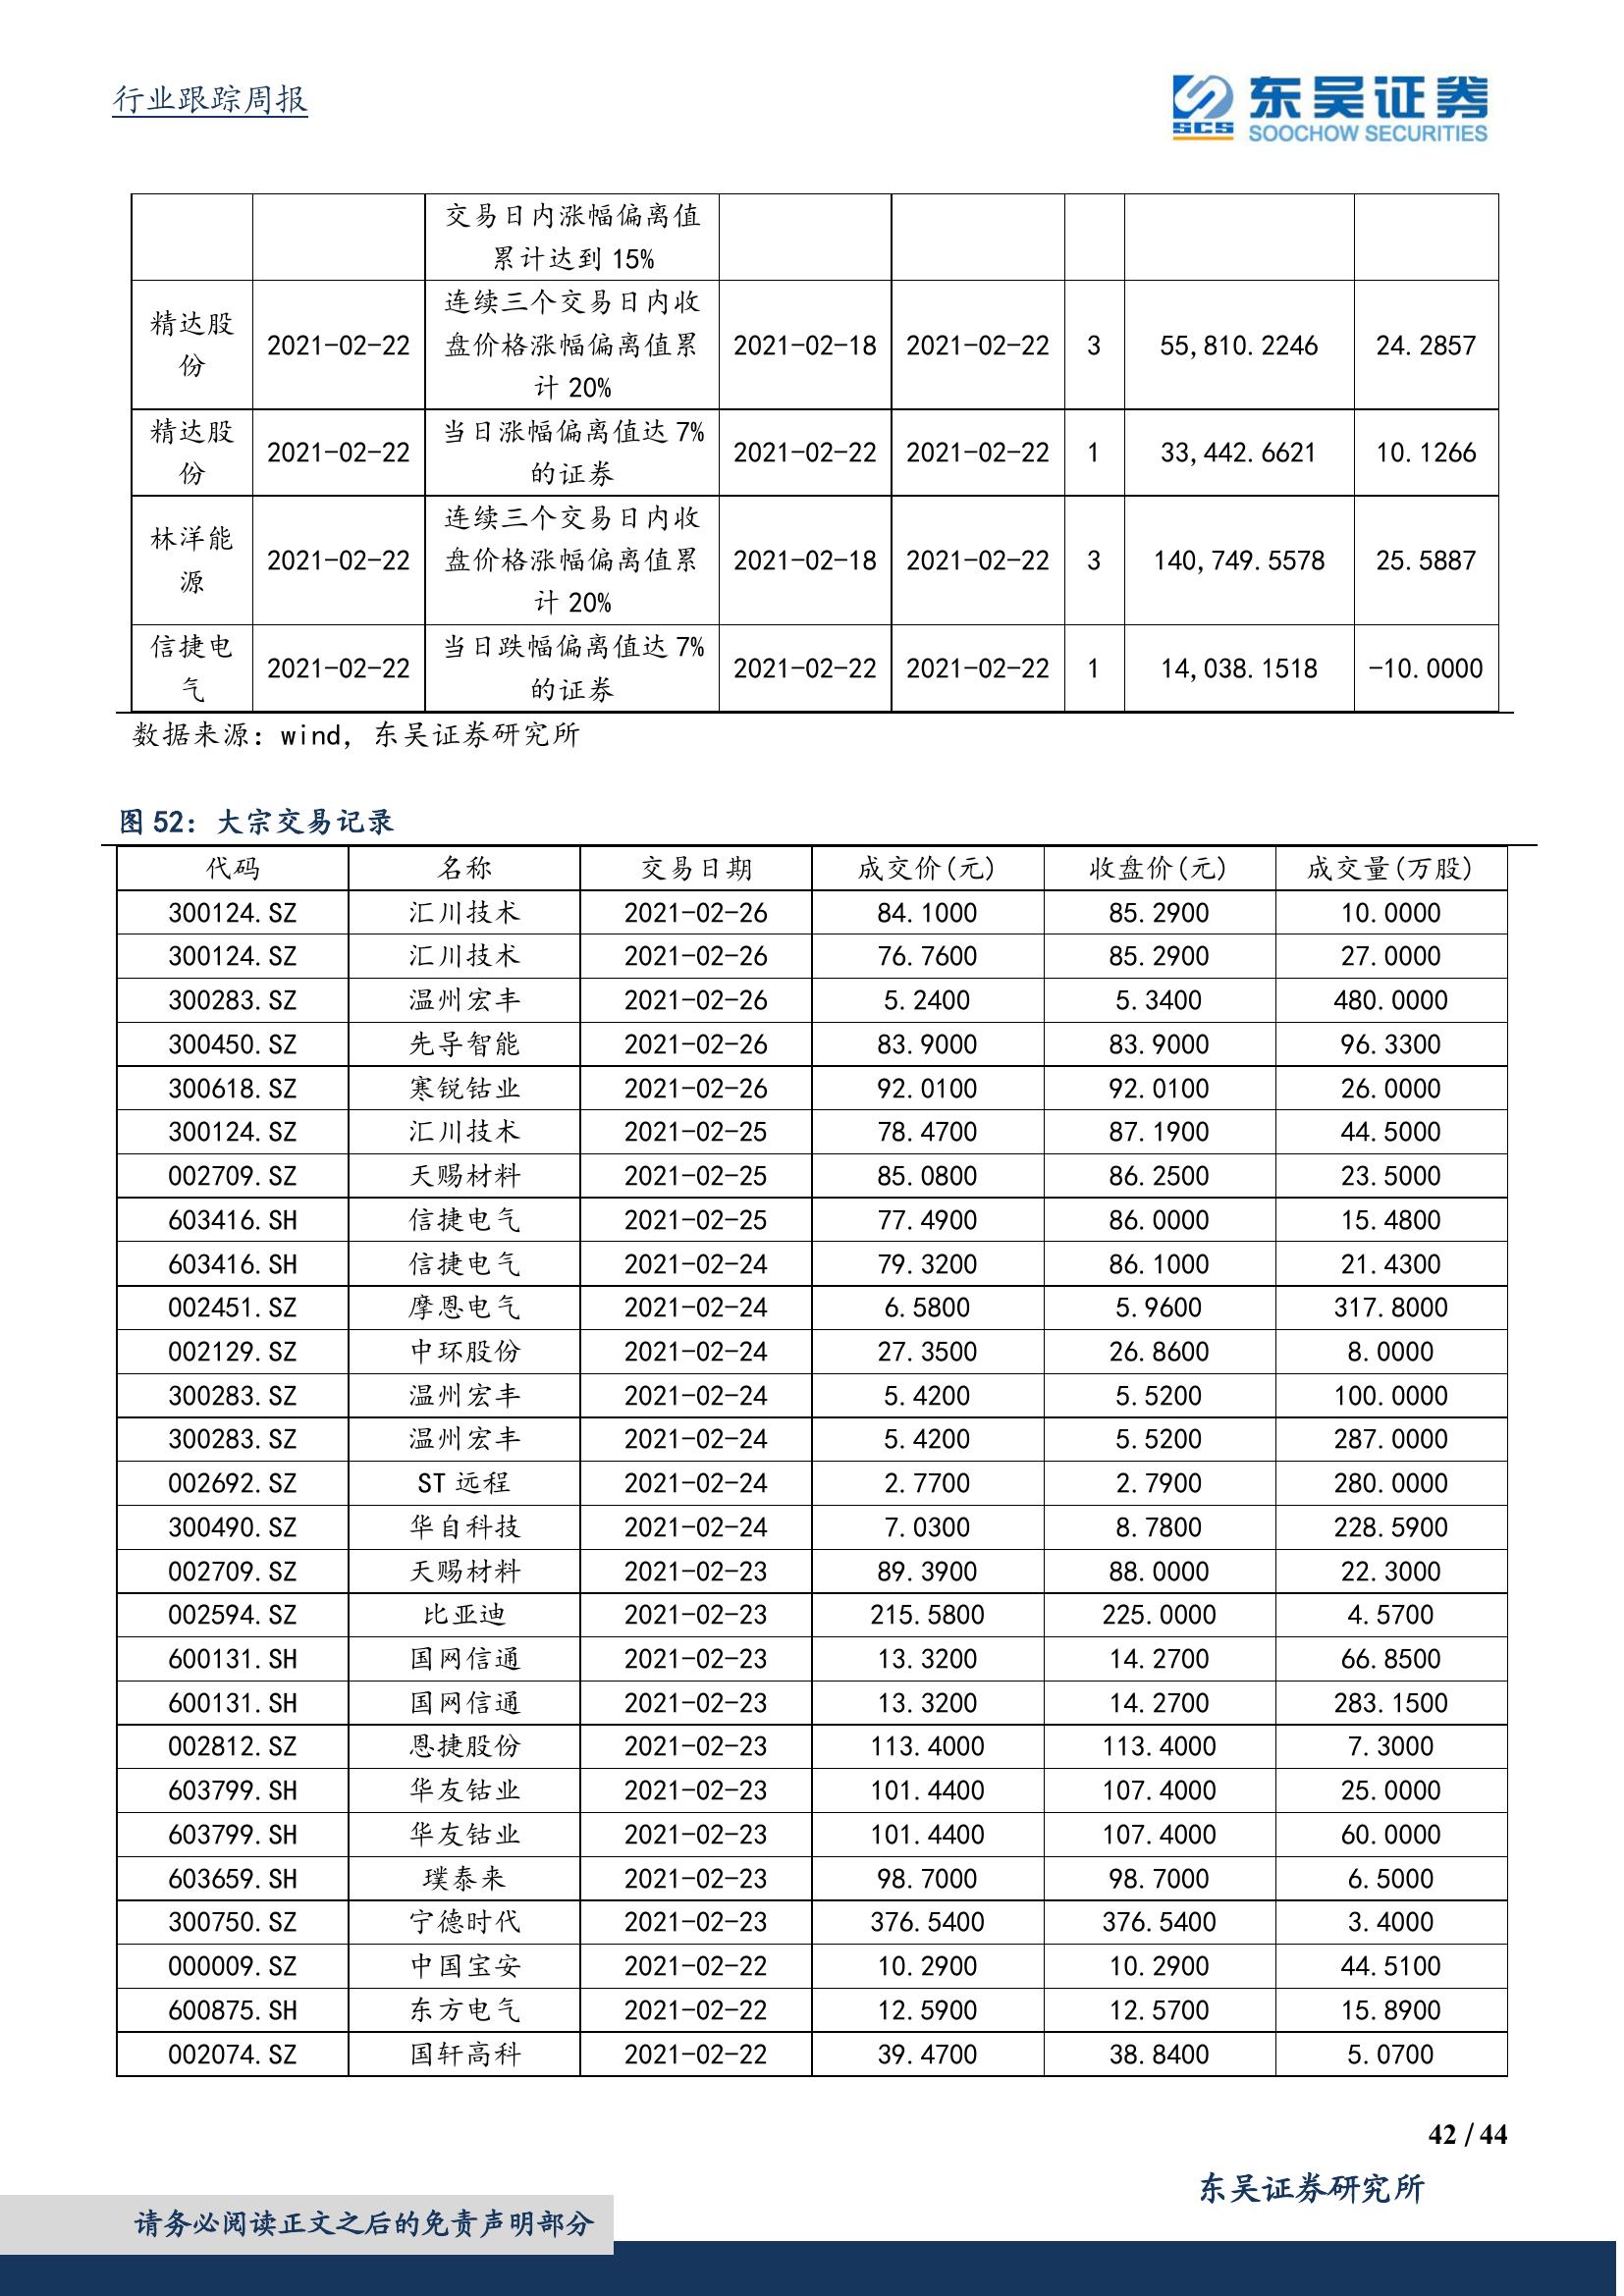 行业跟踪周报
SCS 东吴证券
SOOCHOW SECURITIES
交易日内涨幅偏离值
累计达到 15%
精达股
份
2021-02-22
连续三个交易日内收
盘价格涨幅偏离值累
计 20%
2021-02-18 2021-02-22 3 55,810.2246 24.2857
精达股
份
2021-02-22
当日涨幅偏离值达 7%
的证券
2021-02-22 2021-02-22 1 33,442.6621 10.1266
林洋能
源
2021-02-22
连续三个交易日内收
盘价格涨幅偏离值累
计 20%
2021-02-18 2021-02-22 3 140,749.5578 25.5887
信捷电
气
2021-02-22
当日跌幅偏离值达 7%
的证券
2021-02-22 2021-02-22 1 14,038.1518 -10.0000
数据来源：wind，东吴证券研究所
图 52：大宗交易记录
代码 名称 交易日期 成交价(元) 收盘价(元) 成交量(万股)
300124.SZ 汇川技术 2021-02-26 84.1000 85.2900 10.0000
300124.SZ 汇川技术 2021-02-26 76.7600 85.2900 27.0000
300283.SZ 温州宏丰 2021-02-26 5.2400 5.3400 480.0000
300450.SZ 先导智能 2021-02-26 83.9000 83.9000 96.3300
300618.SZ 寒锐钴业 2021-02-26 92.0100 92.0100 26.0000
300124.SZ 汇川技术 2021-02-25 78.4700 87.1900 44.5000
002709.SZ 天赐材料 2021-02-25 85.0800 86.2500 23.5000
603416.SH 信捷电气 2021-02-25 77.4900 86.0000 15.4800
603416.SH 信捷电气 2021-02-24 79.3200 86.1000 21.4300
002451.SZ 摩恩电气 2021-02-24 6.5800 5.9600 317.8000
002129.SZ 中环股份 2021-02-24 27.3500 26.8600 8.0000
300283.SZ 温州宏丰 2021-02-24 5.4200 5.5200 100.0000
300283.SZ 温州宏丰 2021-02-24 5.4200 5.5200 287.0000
002692.SZ ST 远程 2021-02-24 2.7700 2.7900 280.0000
300490.SZ 华自科技 2021-02-24 7.0300 8.7800 228.5900
002709.SZ 天赐材料 2021-02-23 89.3900 88.0000 22.3000
002594.SZ 比亚迪 2021-02-23 215.5800 225.0000 4.5700
600131.SH 国网信通 2021-02-23 13.3200 14.2700 66.8500
600131.SH 国网信通 2021-02-23 13.3200 14.2700 283.1500
002812.SZ 恩捷股份 2021-02-23 113.4000 113.4000 7.3000
603799.SH 华友钴业 2021-02-23 101.4400 107.4000 25.0000
603799.SH 华友钴业 2021-02-23 101.4400 107.4000 60.0000
603659.SH 璞泰来 2021-02-23 98.7000 98.7000 6.5000
300750.SZ 宁德时代 2021-02-23 376.5400 376.5400 3.4000
000009.SZ 中国宝安 2021-02-22 10.2900 10.2900 44.5100
600875.SH 东方电气 2021-02-22 12.5900 12.5700 15.8900
002074.SZ 国轩高科 2021-02-22 39.4700 38.8400 5.0700
42 / 44
东吴证券研究所
请务必阅读正文之后的免责声明部分